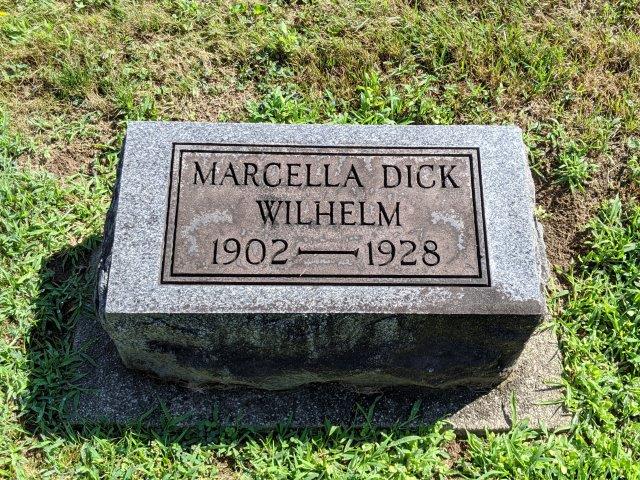 MARCELLA DICK
WILHELM
1902 — 1928